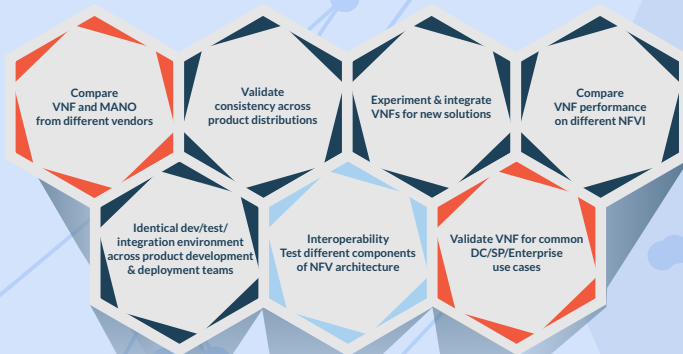 Compare
VNF and MANO
from different vendors
Validate
consistency across
product distributions
Experiment & integrate
VNFs for new solutions
Compare
VNF performance
on different NFVI
Identical dev/test/
integration environment
across product development
& deployment teams
Interoperability
Test different components
of NFV architecture
Validate VNF for common
DC/SP/Enterprise
use cases